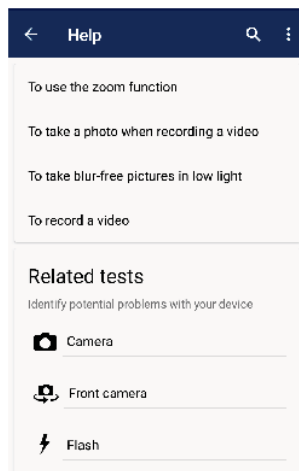 Help
To use the zoom function
To take a photo when recording a video
To take blur-free pictures in low light
To record a video
Related tests
Identify potential problems with your device
Camera
Front camera
Flash